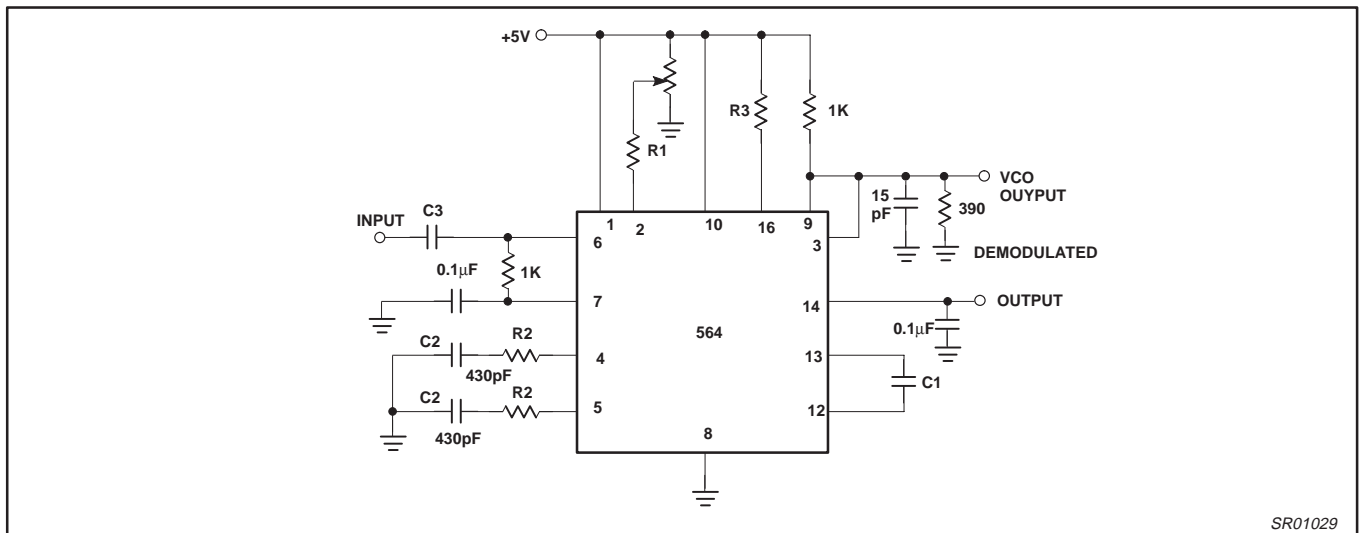 +5V
R3
1K
R1
VCO
OUYPUT
15
pF
390
C3
INPUT
1
2
10
16
9
6
3
DEMODULATED
0.1μF
1K
7
14
OUTPUT
564
0.1μF
C2
R2
4
13
430pF
C1
C2
R2
5
12
430pF
8
SR01029